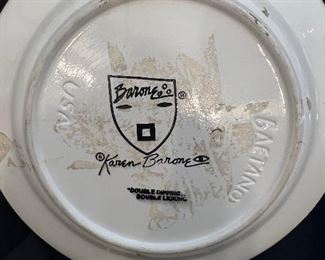 Barone ®
USA
GAETANO
© Karen Barone
"DOUBLE DIPPING...
DOUBLE LICKING"